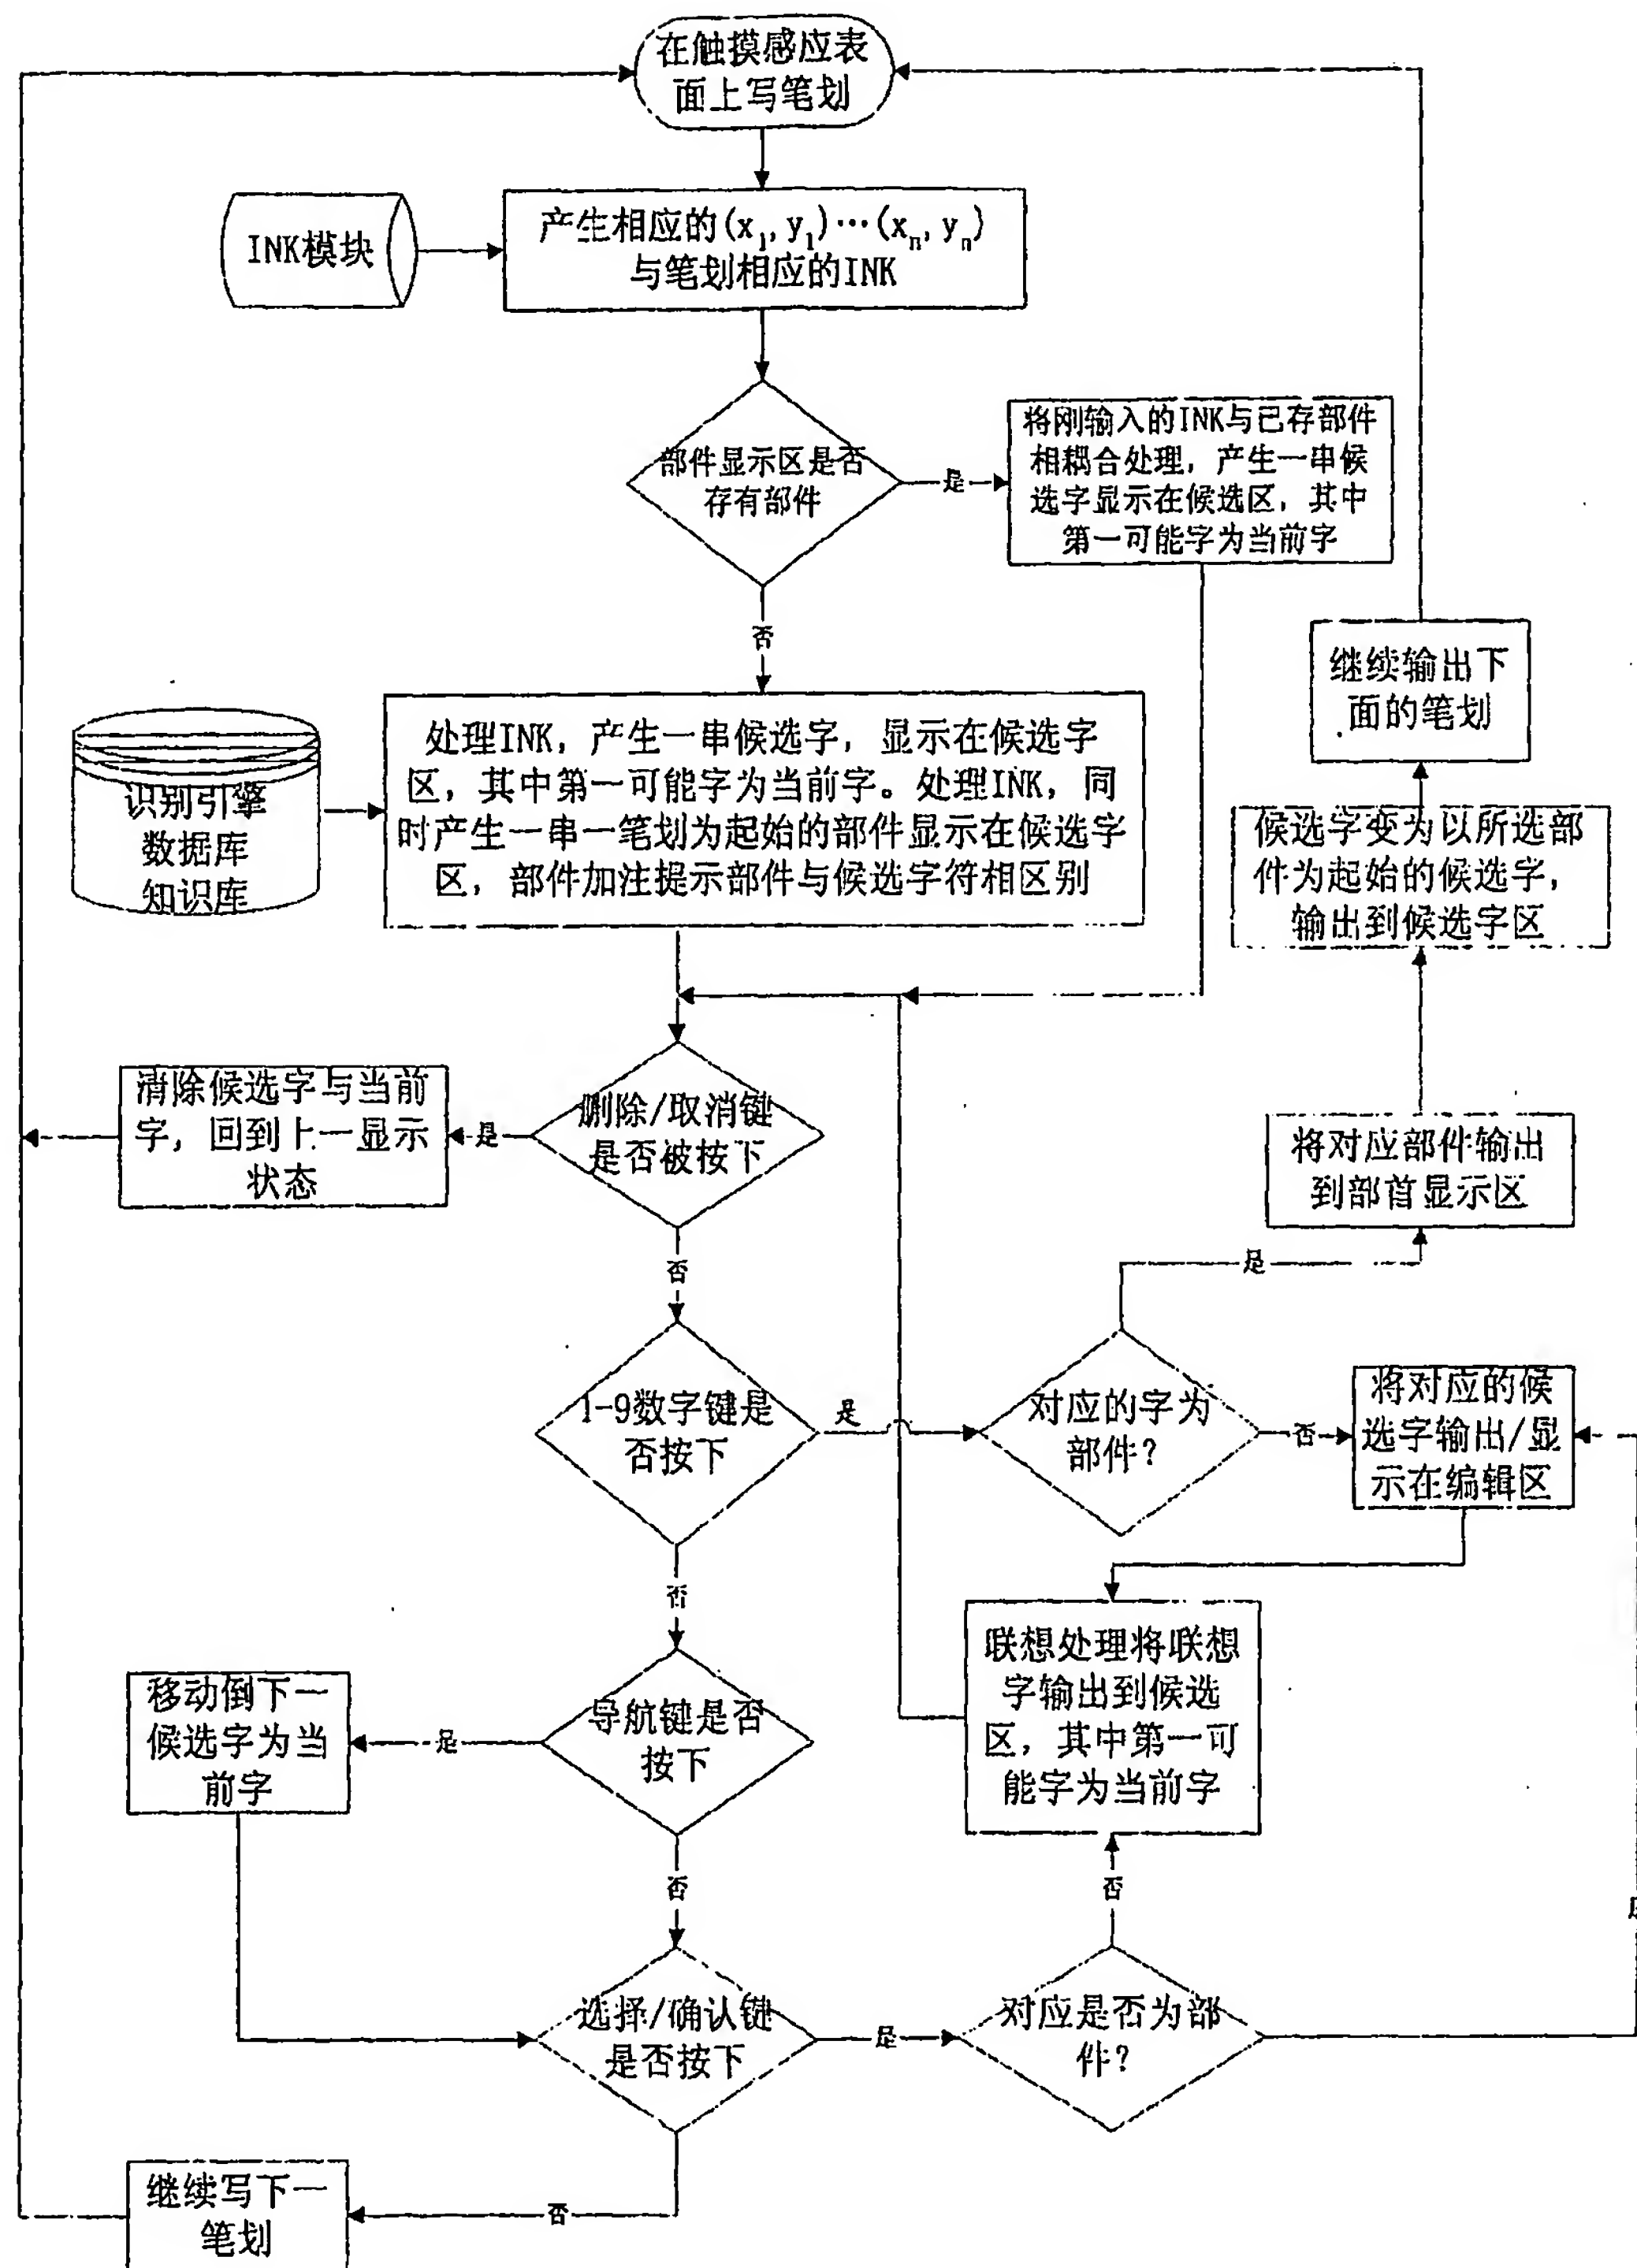 在触摸感应表
面上写笔划
INK模块
产生相应的(x₁,y₁)…(xₙ,yₙ)
与笔划相应的INK
部件显示区是否
存有部件
是
将刚输入的INK与已存部件
相耦合处理，产生一串候
选字显示在候选区，其中
第一可能字为当前字
否
继续输出下
面的笔划
识别引擎
数据库
知识库
处理INK，产生一串候选字，显示在候选字
区，其中第一可能字为当前字。处理INK，同
时产生一串一笔划为起始的部件显示在候选字
区，部件加注提示部件与候选字符相区别
候选字变为以所选部
件为起始的候选字，
输出到候选字区
清除候选字与当前
字，回到上一显示
状态
是
删除/取消键
是否被按下
将对应部件输出
到部首显示区
否
是
1-9数字键是
否按下
是
对应的字为
部件？
否
将对应的候
选字输出/显
示在编辑区
否
移动倒下一
候选字为当
前字
是
导航键是否
按下
联想处理将联想
字输出到候选
区，其中第一可
能字为当前字
否
否
选择/确认键
是否按下
是
对应是否为部
件？
继续写下一
笔划
否